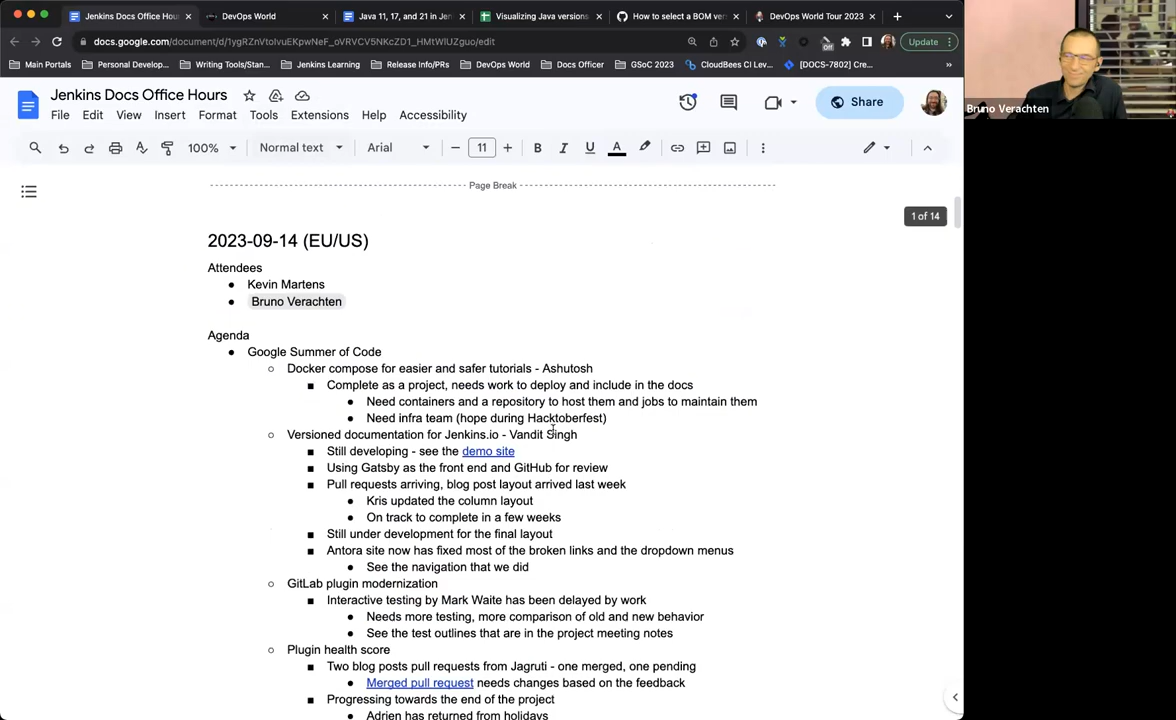 Jenkins Docs Office Hour
DevOps World
Java 11, 17, and 21 in Jen
Visualizing Java versions
How to select a BOM ver
DevOps World Tour 2023
docs.google.com/document/d/1ygRZnVtolvuEKpwNeF_oVRVCV5NKcZD1_HMtWlUZguo/edit
Off
Update
Main Portals
Personal Develop...
Writing Tools/Stan...
Jenkins Learning
Release Info/PRs
DevOps World
Docs Officer
GSoC 2023
CloudBees CI Lev...
[DOCS-7802] Cre...
Jenkins Docs Office Hours
File Edit View Insert Format Tools Extensions Help Accessibility
Share
Bruno Verachten
100% Normal text Arial 11
Page Break
1 of 14
2023-09-14 (EU/US)
Attendees
Kevin Martens
Bruno Verachten
Agenda
Google Summer of Code
Docker compose for easier and safer tutorials - Ashutosh
Complete as a project, needs work to deploy and include in the docs
Need containers and a repository to host them and jobs to maintain them
Need infra team (hope during Hacktoberfest)
Versioned documentation for Jenkins.io - Vandit Singh
Still developing - see the demo site
Using Gatsby as the front end and GitHub for review
Pull requests arriving, blog post layout arrived last week
Kris updated the column layout
On track to complete in a few weeks
Still under development for the final layout
Antora site now has fixed most of the broken links and the dropdown menus
See the navigation that we did
GitLab plugin modernization
Interactive testing by Mark Waite has been delayed by work
Needs more testing, more comparison of old and new behavior
See the test outlines that are in the project meeting notes
Plugin health score
Two blog posts pull requests from Jagruti - one merged, one pending
Merged pull request needs changes based on the feedback
Progressing towards the end of the project
Adrien has returned from holidays